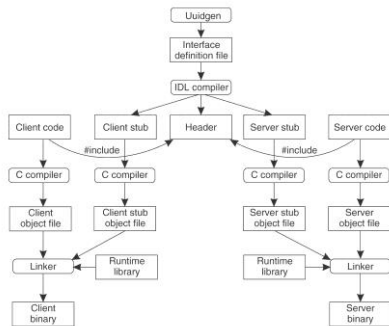 Uuidgen
Interface
definition file
IDL compiler
Client code
Client stub
Header
Server stub
Server code
#include
#include
C compiler
C compiler
C compiler
C compiler
Client
object file
Client stub
object file
Server stub
object file
Server
object file
Linker
Runtime
library
Runtime
library
Linker
Client
binary
Server
binary